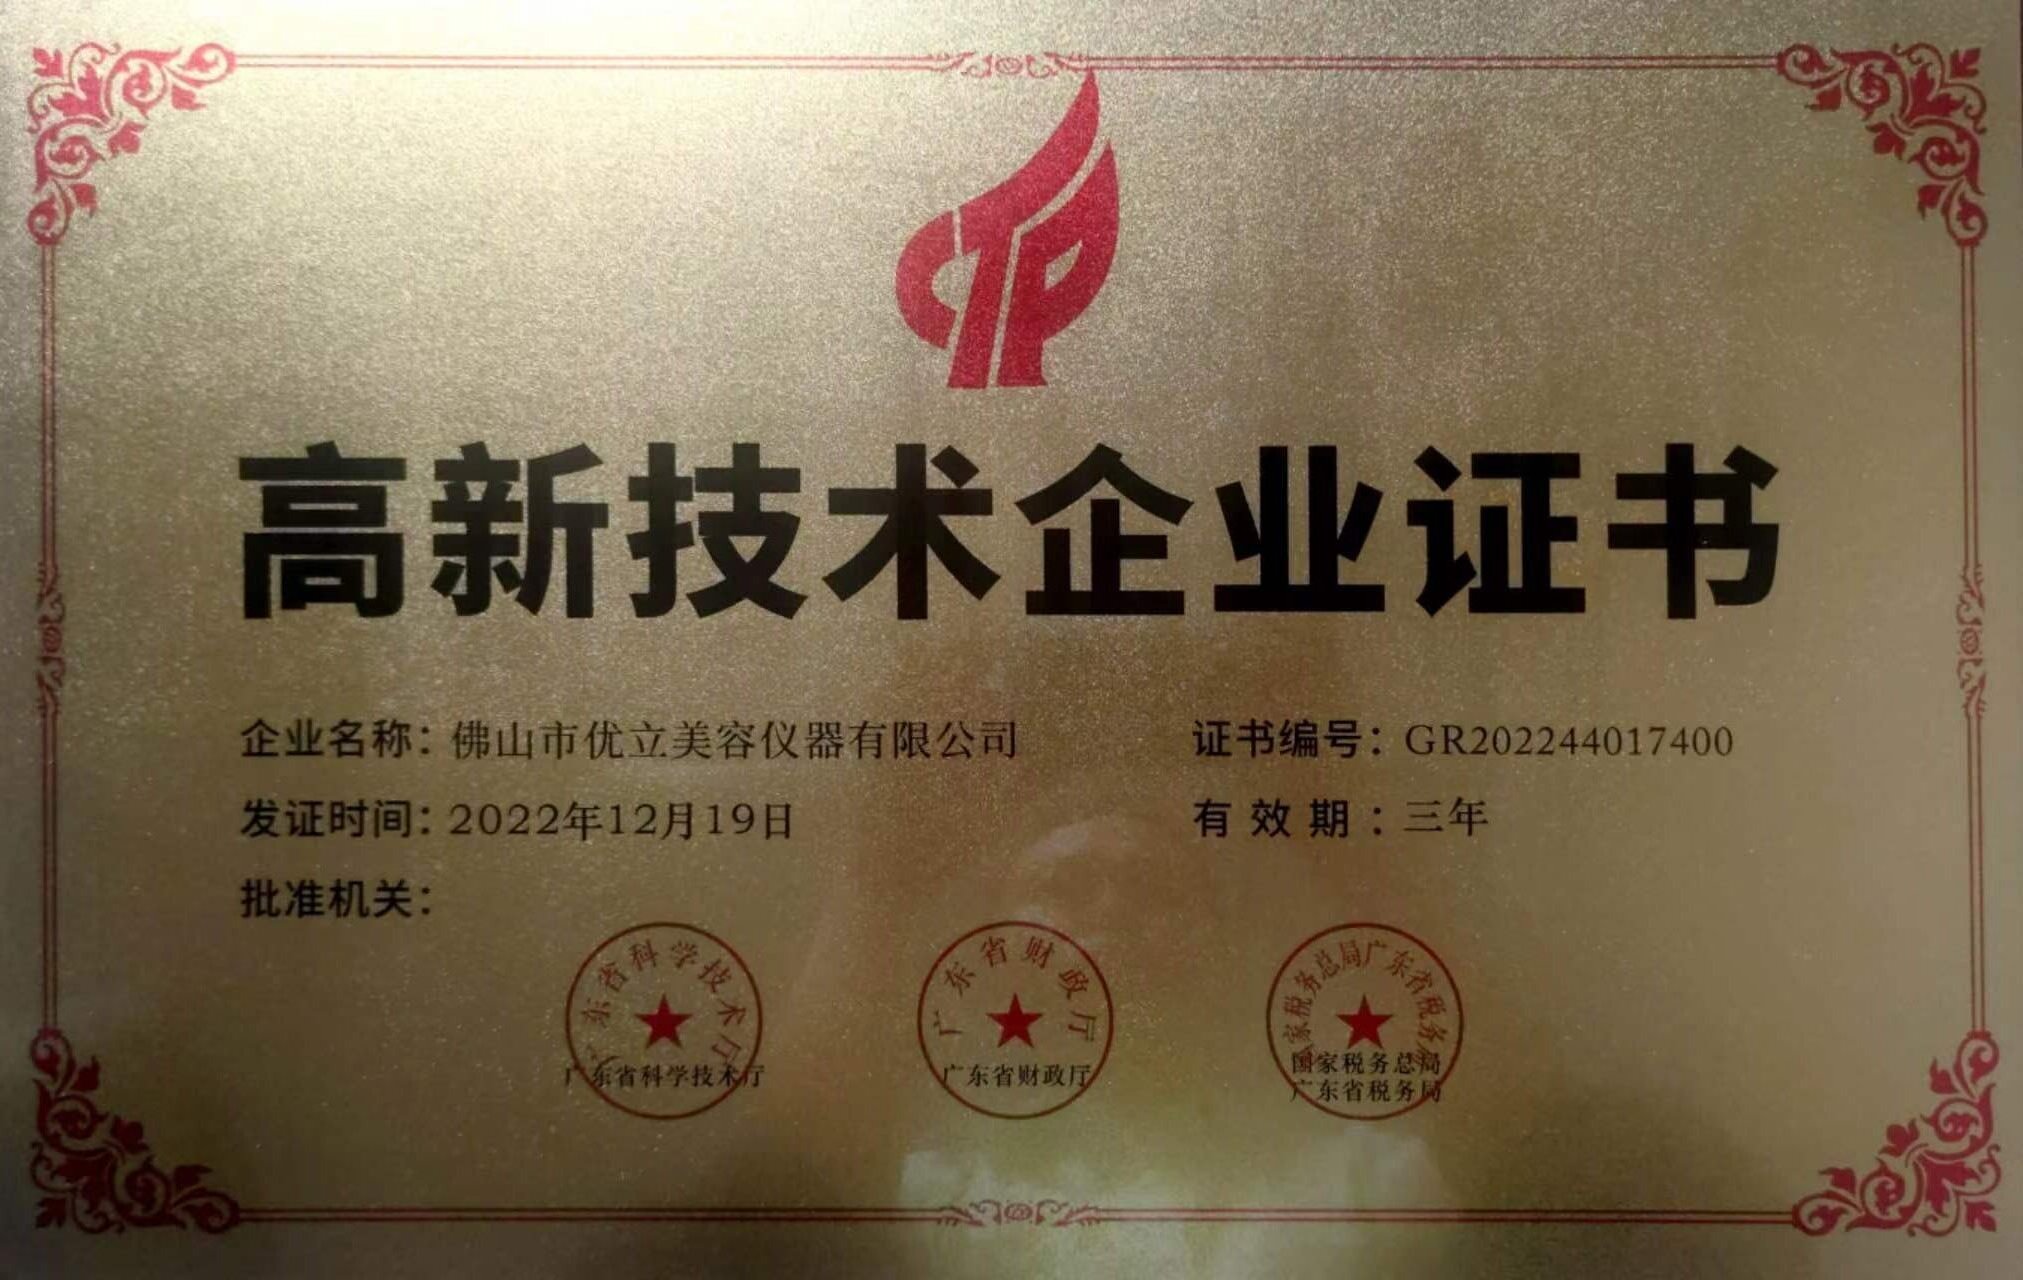 CTP
高新技术企业证书
企业名称：佛山市优立美容仪器有限公司
证书编号：GR202244017400
发证时间：2022年12月19日
有效期：三年
批准机关：
广东省科学技术厅
广东省科学技术厅
广东省财政厅
广东省财政厅
国家税务总局广东省税务局
国家税务总局
广东省税务局